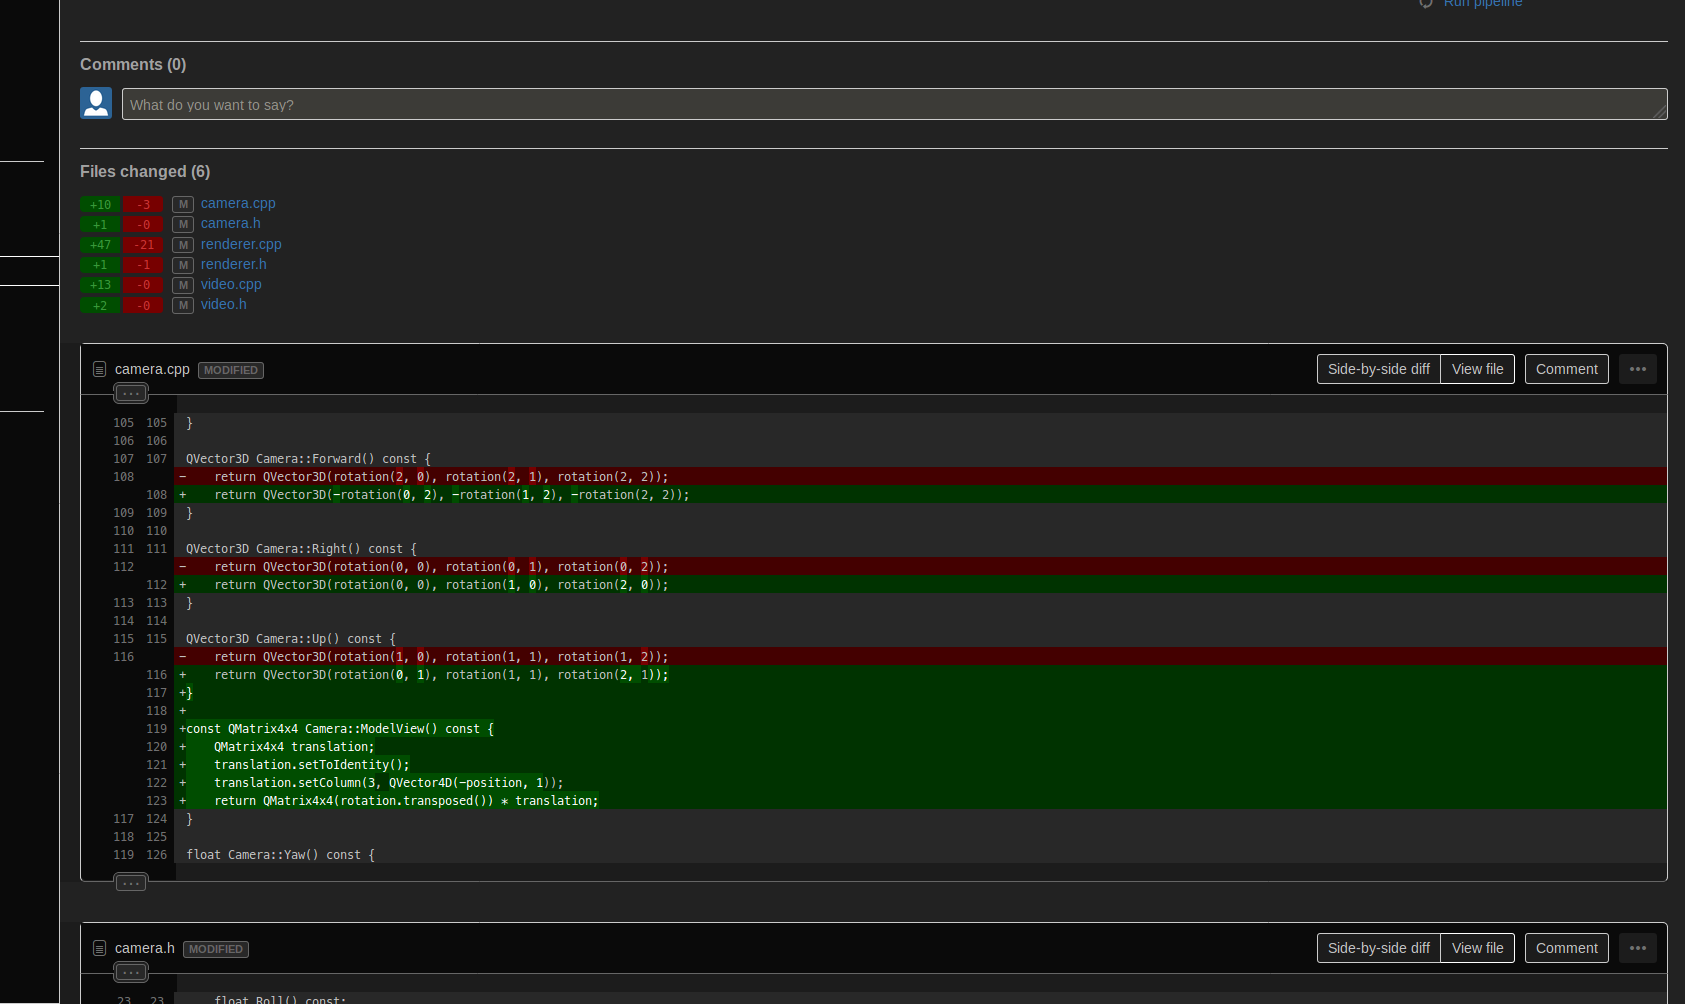 Run pipeline
Comments (0)
What do you want to say?
Files changed (6)
+10 -3 M camera.cpp
+1 -0 M camera.h
+47 -21 M renderer.cpp
+1 -1 M renderer.h
+13 -0 M video.cpp
+2 -0 M video.h
camera.cpp MODIFIED Side-by-side diff View file Comment •••
...
105 105 }
106 106
107 107 QVector3D Camera::Forward() const {
108 -    return QVector3D(rotation(2, 0), rotation(2, 1), rotation(2, 2));
108 +    return QVector3D(-rotation(0, 2), -rotation(1, 2), -rotation(2, 2));
109 109 }
110 110
111 111 QVector3D Camera::Right() const {
112 -    return QVector3D(rotation(0, 0), rotation(0, 1), rotation(0, 2));
112 +    return QVector3D(rotation(0, 0), rotation(1, 0), rotation(2, 0));
113 113 }
114 114
115 115 QVector3D Camera::Up() const {
116 -    return QVector3D(rotation(1, 0), rotation(1, 1), rotation(1, 2));
116 +    return QVector3D(rotation(0, 1), rotation(1, 1), rotation(2, 1));
117 +}
118 +
119 +const QMatrix4x4 Camera::ModelView() const {
120 +    QMatrix4x4 translation;
121 +    translation.setToIdentity();
122 +    translation.setColumn(3, QVector4D(-position, 1));
123 +    return QMatrix4x4(rotation.transposed()) * translation;
117 124 }
118 125
119 126 float Camera::Yaw() const {
...
camera.h MODIFIED Side-by-side diff View file Comment •••
...
23 23     float Roll() const;